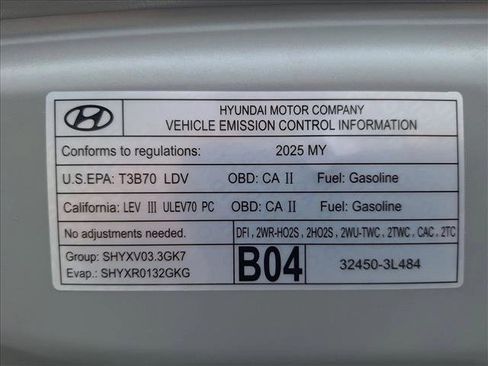 HYUNDAI MOTOR COMPANY
VEHICLE EMISSION CONTROL INFORMATION
Conforms to regulations: 2025 MY
U.S.EPA: T3B70 LDV OBD: CA II Fuel: Gasoline
California: LEV III ULEV70 PC OBD: CA II Fuel: Gasoline
No adjustments needed. DFI , 2WR-HO2S , 2HO2S , 2WU-TWC , 2TWC , CAC , 2TC
Group: SHYXV03.3GK7
Evap.: SHYXR0132GKG
B04
32450-3L484